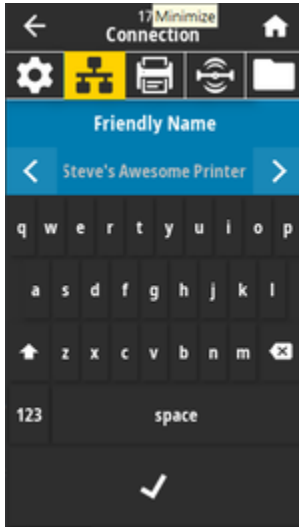 17 Minimize
Connection
Friendly Name
Steve's Awesome Printer
q w e r t y u i o p
a s d f g h j k l
z x c v b n m
123 space